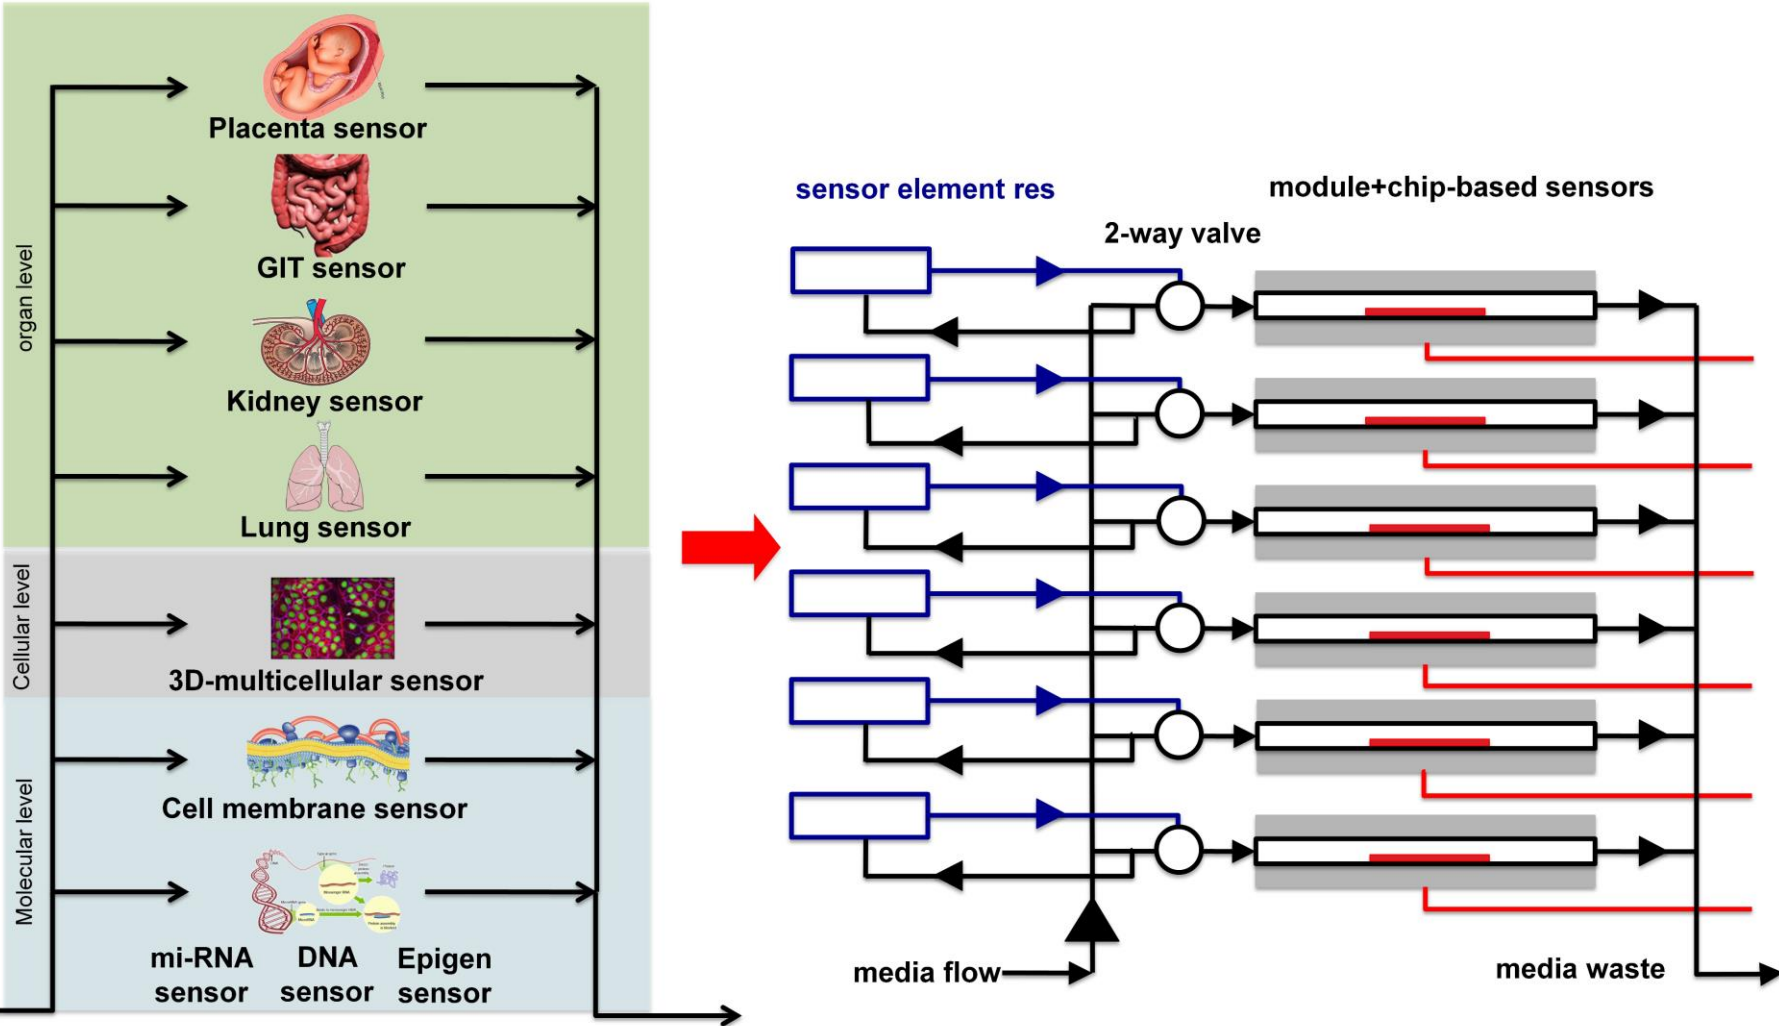 organ level
Placenta sensor
GIT sensor
Kidney sensor
Lung sensor
Cellular level
3D-multicellular sensor
Molecular level
Cell membrane sensor
mi-RNA
sensor
DNA
sensor
Epigen
sensor
sensor element res
module+chip-based sensors
2-way valve
media flow
media waste